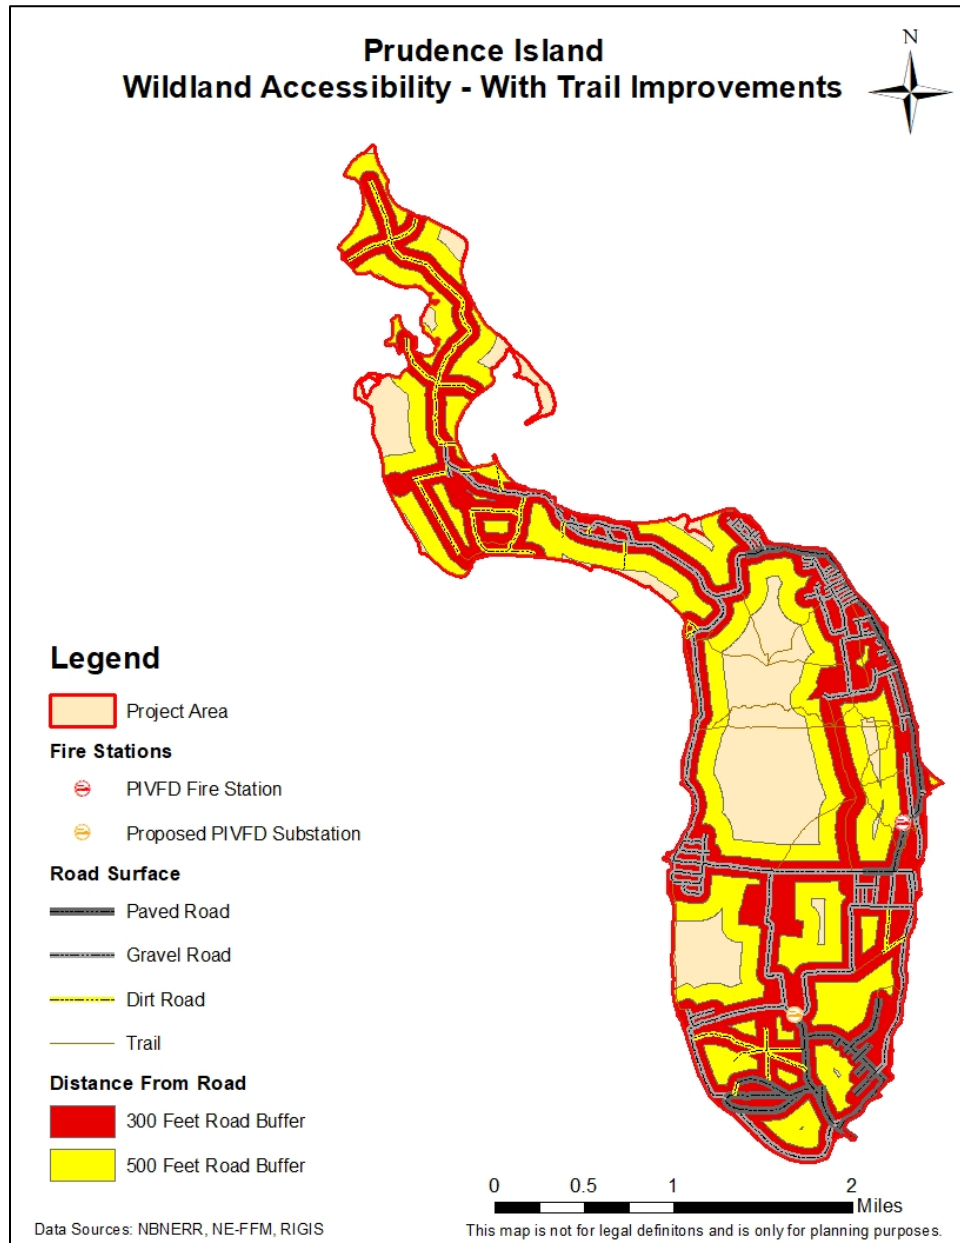 Prudence Island
Wildland Accessibility - With Trail Improvements
N
Legend
Project Area
Fire Stations
PIVFD Fire Station
Proposed PIVFD Substation
Road Surface
Paved Road
Gravel Road
Dirt Road
Trail
Distance From Road
300 Feet Road Buffer
500 Feet Road Buffer
0 0.5 1 2
Miles
Data Sources: NBNERR, NE-FFM, RIGIS
This map is not for legal definitons and is only for planning purposes.